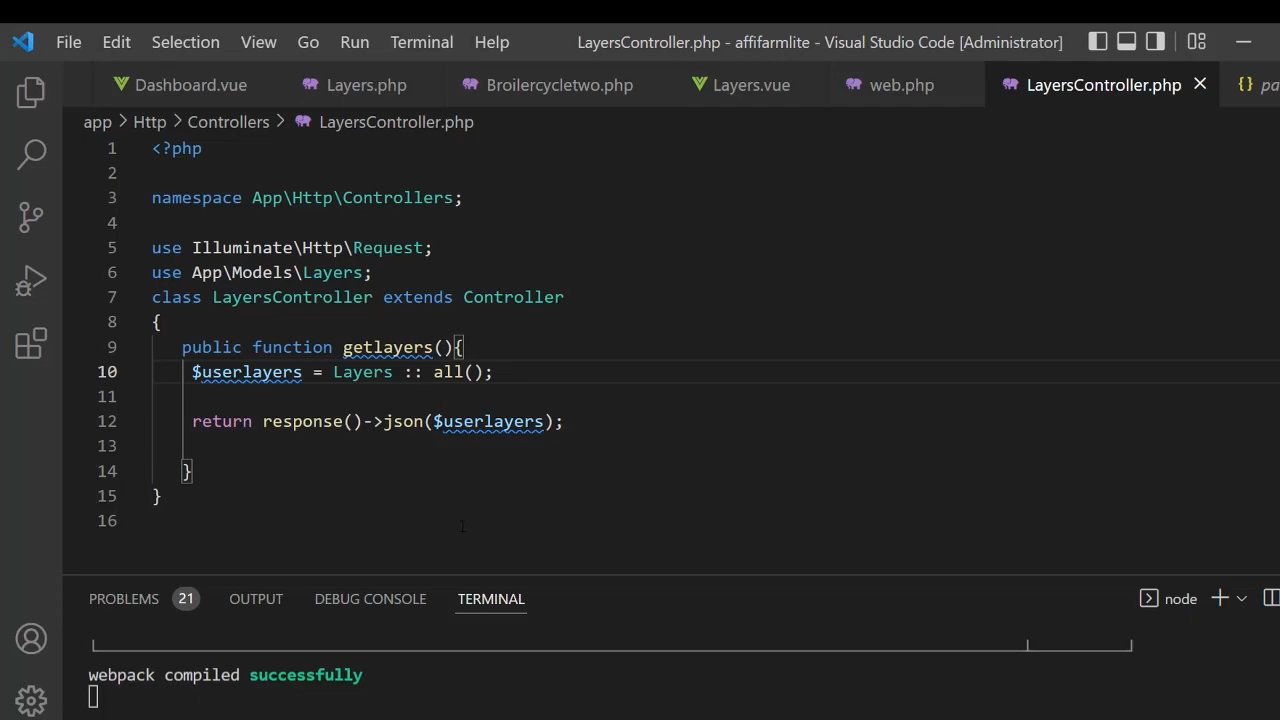 File Edit Selection View Go Run Terminal Help LayersController.php - affifarmlite - Visual Studio Code [Administrator]
Dashboard.vue Layers.php Broilercycletwo.php Layers.vue web.php LayersController.php {} pa
app > Http > Controllers > LayersController.php
1 <?php
2
3 namespace App\Http\Controllers;
4
5 use Illuminate\Http\Request;
6 use App\Models\Layers;
7 class LayersController extends Controller
8 {
9 public function getlayers(){
10 $userlayers = Layers :: all();
11
12 return response()->json($userlayers);
13
14 }
15 }
16
PROBLEMS 21 OUTPUT DEBUG CONSOLE TERMINAL node
webpack compiled successfully